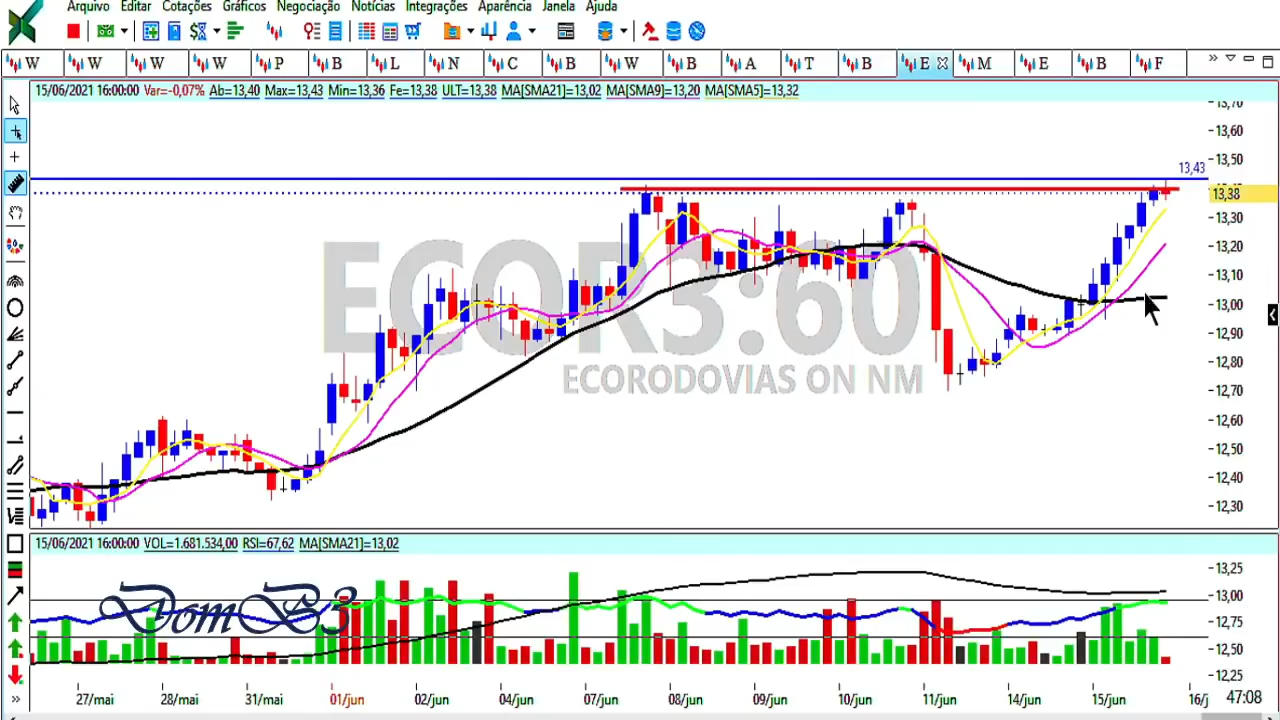 Arquivo Editar Cotações Gráficos Negociação Notícias Integrações Aparência Janela Ajuda
W W W W P B L N C B W B A T B E M E B F
15/06/2021 16:00:00 Var=-0,07% Ab=13,40 Max=13,43 Min=13,36 Fe=13,38 ULT=13,38 MA[SMA21]=13,02 MA[SMA9]=13,20 MA[SMA5]=13,32
13,70
13,60
13,50
13,43
13,38
13,30
13,20
13,10
13,00
12,90
12,80
12,70
12,60
12,50
12,40
12,30
ECOR3:60
ECORODOVIAS ON NM
15/06/2021 16:00:00 VOL=1.681.534,00 RSI=67,62 MA[SMA21]=13,02
13,25
13,00
12,75
12,50
12,25
DomB3
27/mai 28/mai 31/mai 01/jun 02/jun 04/jun 07/jun 08/jun 09/jun 10/jun 11/jun 14/jun 15/jun 16/j
47:08